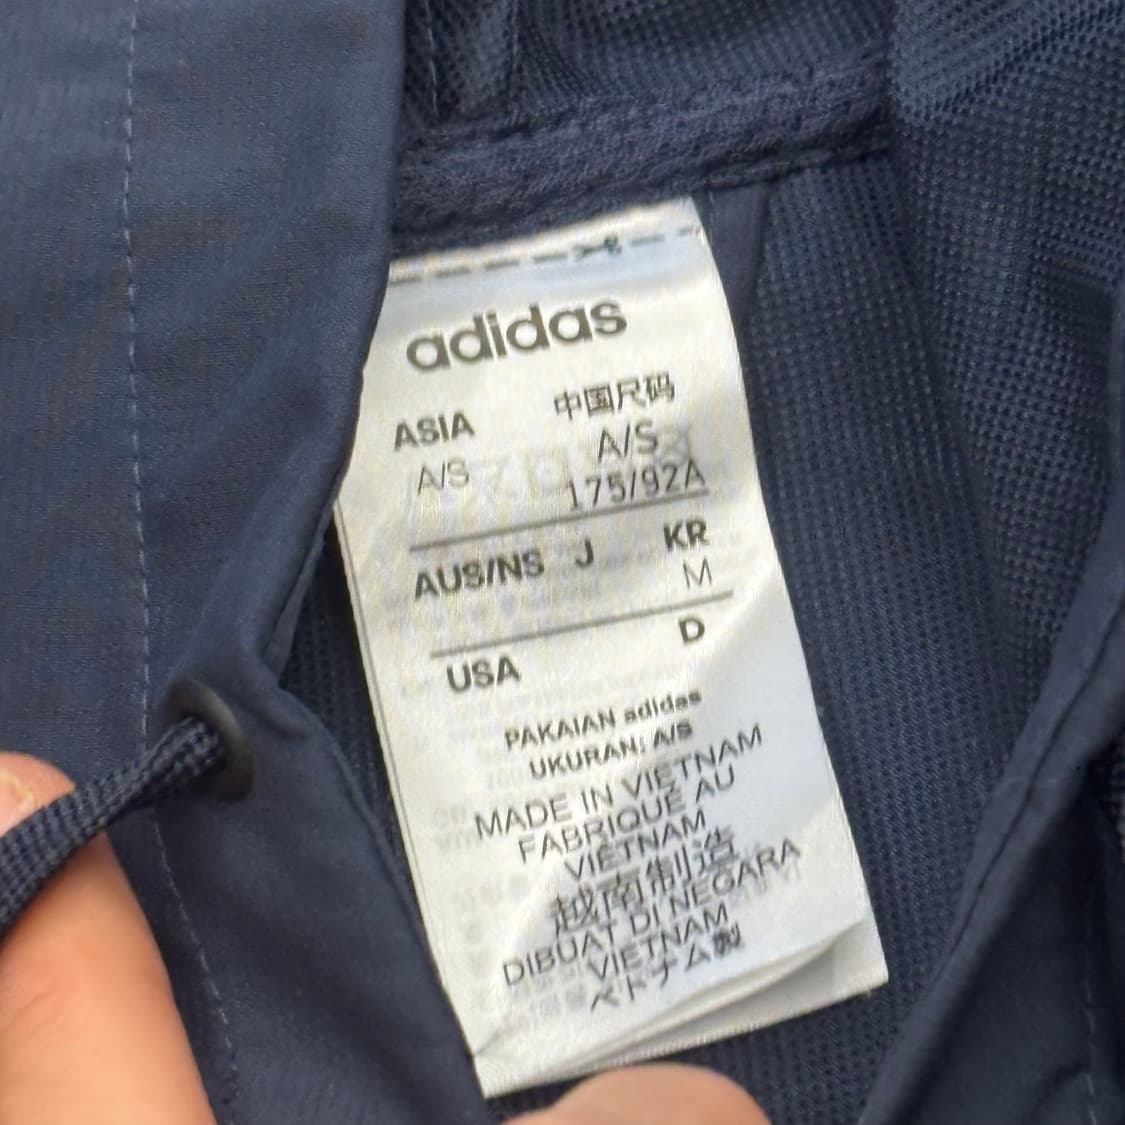 adidas
ASIA 中国尺码
A/S A/S
175/92A
AUS/NS J KR
M
D
USA
PAKAIAN adidas
UKURAN: A/S
MADE IN VIETNAM
FABRIQUE AU
VIETNAM
越南制造
DIBUAT DI NEGARA
VIETNAM
ベトナム製